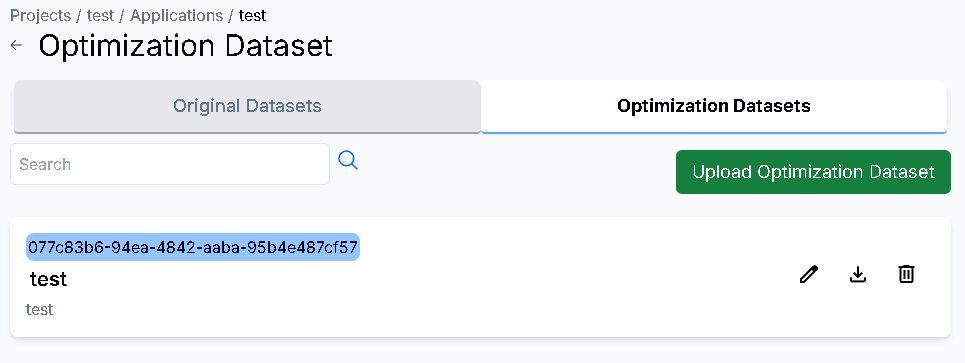 Projects / test / Applications / test
Optimization Dataset
Original Datasets
Optimization Datasets
Search
Upload Optimization Dataset
077c83b6-94ea-4842-aaba-95b4e487cf57
test
test